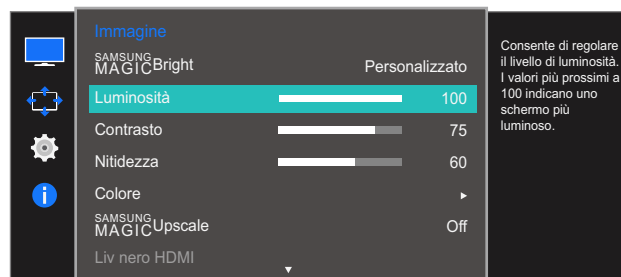 Immagine
SAMSUNG MAGICBright Personalizzato
Luminosità 100
Contrasto 75
Nitidezza 60
Colore
SAMSUNG MAGICUpscale Off
Liv nero HDMI
Consente di regolare
il livello di luminosità.
I valori più prossimi a
100 indicano uno
schermo più
luminoso.